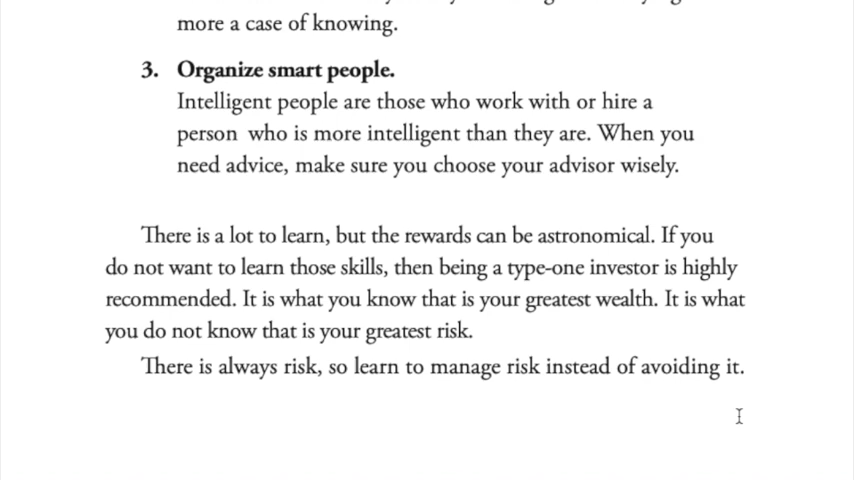 more a case of knowing.
3. Organize smart people.
Intelligent people are those who work with or hire a
person who is more intelligent than they are. When you
need advice, make sure you choose your advisor wisely.
There is a lot to learn, but the rewards can be astronomical. If you
do not want to learn those skills, then being a type-one investor is highly
recommended. It is what you know that is your greatest wealth. It is what
you do not know that is your greatest risk.
There is always risk, so learn to manage risk instead of avoiding it.